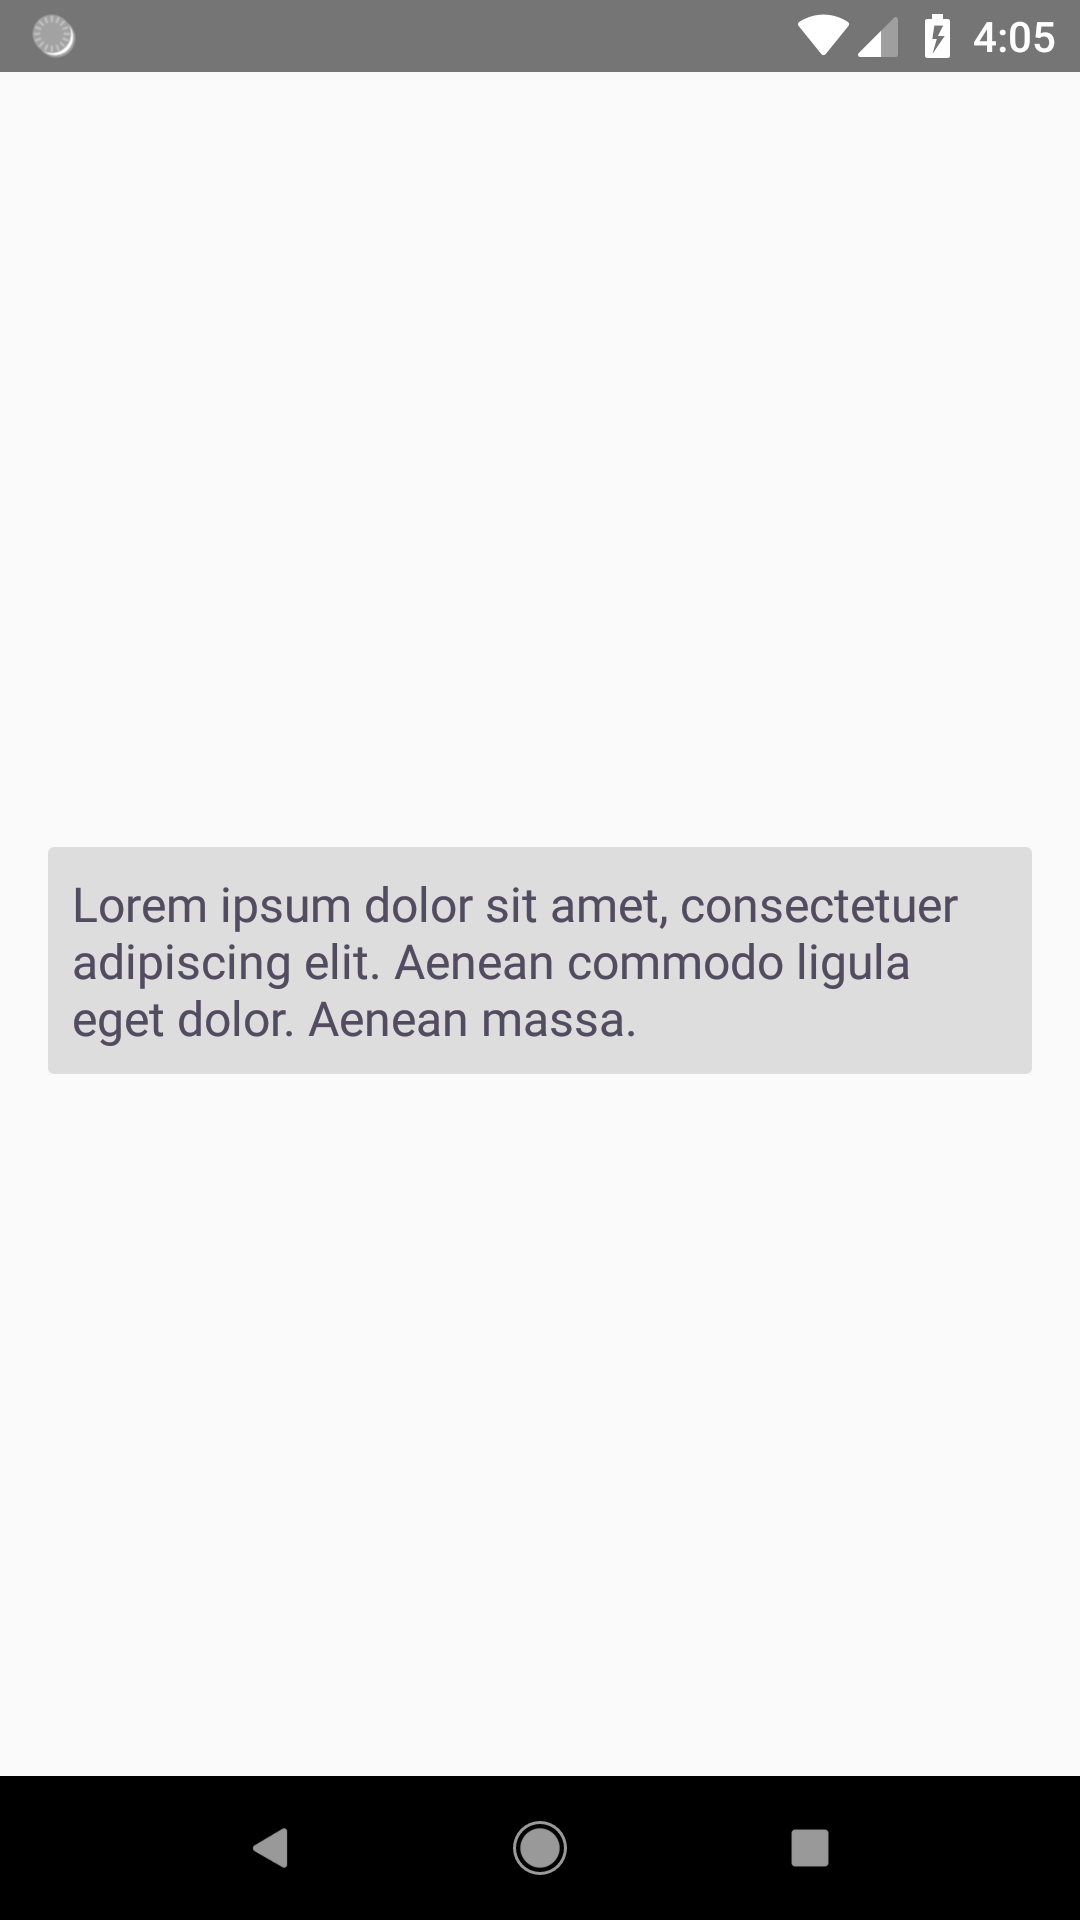 4:05
Lorem ipsum dolor sit amet, consectetuer
adipiscing elit. Aenean commodo ligula
eget dolor. Aenean massa.